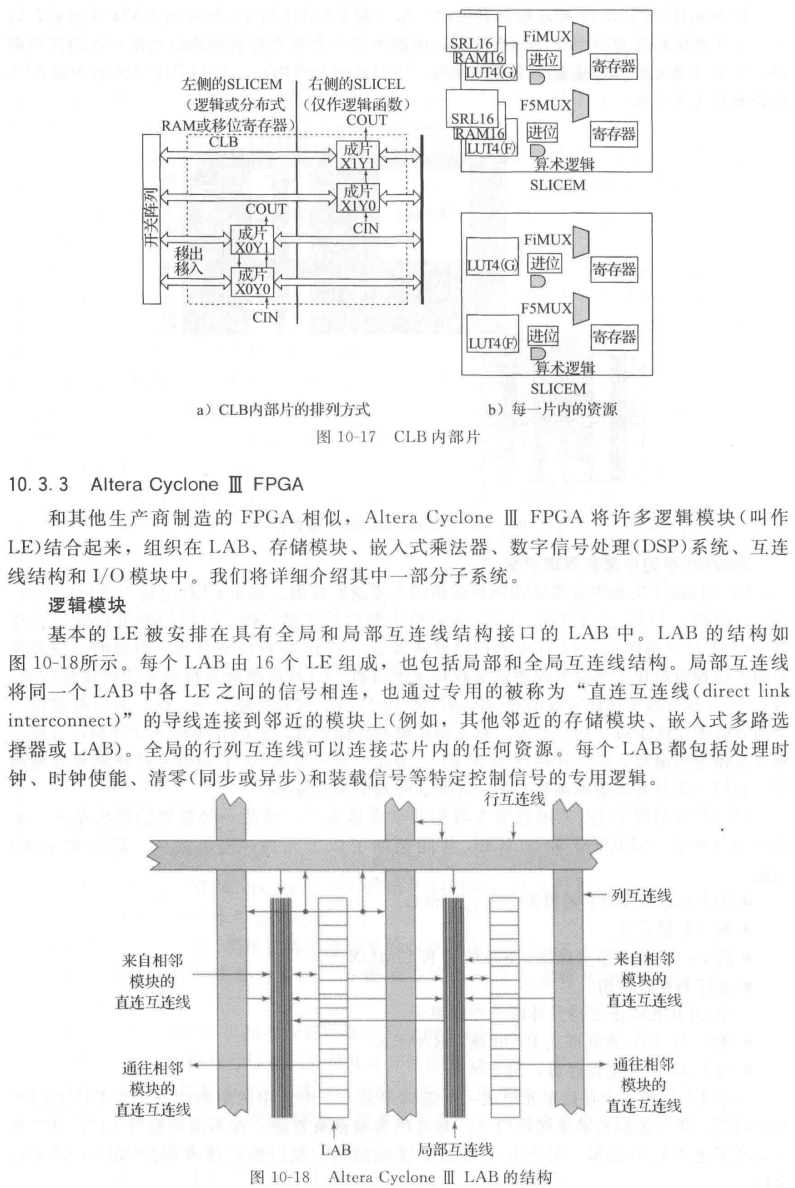 左侧的SLICEM
（逻辑或分布式
RAM或移位寄存器）
右侧的SLICEL
（仅作逻辑函数）
COUT
CLB
成片
X1Y1
成片
X1Y0
COUT
CIN
开关阵列
成片
X0Y1
移出
移入
成片
X0Y0
CIN
SRL16
RAM16
LUT4(G)
FiMUX
进位
寄存器
SRL16
RAM16
LUT4(F)
F5MUX
进位
寄存器
算术逻辑
SLICEM
LUT4(G)
FiMUX
进位
寄存器
F5MUX
LUT4(F)
进位
寄存器
算术逻辑
SLICEM
a）CLB内部片的排列方式
b）每一片内的资源
图 10-17 CLB 内部片
10.3.3 Altera Cyclone Ⅲ FPGA
和其他生产商制造的 FPGA 相似，Altera Cyclone Ⅲ FPGA 将许多逻辑模块(叫作
LE)结合起来，组织在 LAB、存储模块、嵌入式乘法器、数字信号处理(DSP)系统、互连
线结构和 I/O 模块中。我们将详细介绍其中一部分子系统。
逻辑模块
基本的 LE 被安排在具有全局和局部互连线结构接口的 LAB 中。LAB 的结构如
图 10-18所示。每个 LAB 由 16 个 LE 组成，也包括局部和全局互连线结构。局部互连线
将同一个 LAB 中各 LE 之间的信号相连，也通过专用的被称为“直连互连线(direct link
interconnect)”的导线连接到邻近的模块上(例如，其他邻近的存储模块、嵌入式多路选
择器或 LAB)。全局的行列互连线可以连接芯片内的任何资源。每个 LAB 都包括处理时
钟、时钟使能、清零(同步或异步)和装载信号等特定控制信号的专用逻辑。
行互连线
列互连线
来自相邻
模块的
直连互连线
来自相邻
模块的
直连互连线
通往相邻
模块的
直连互连线
通往相邻
模块的
直连互连线
LAB
局部互连线
图 10-18 Altera Cyclone Ⅲ LAB 的结构